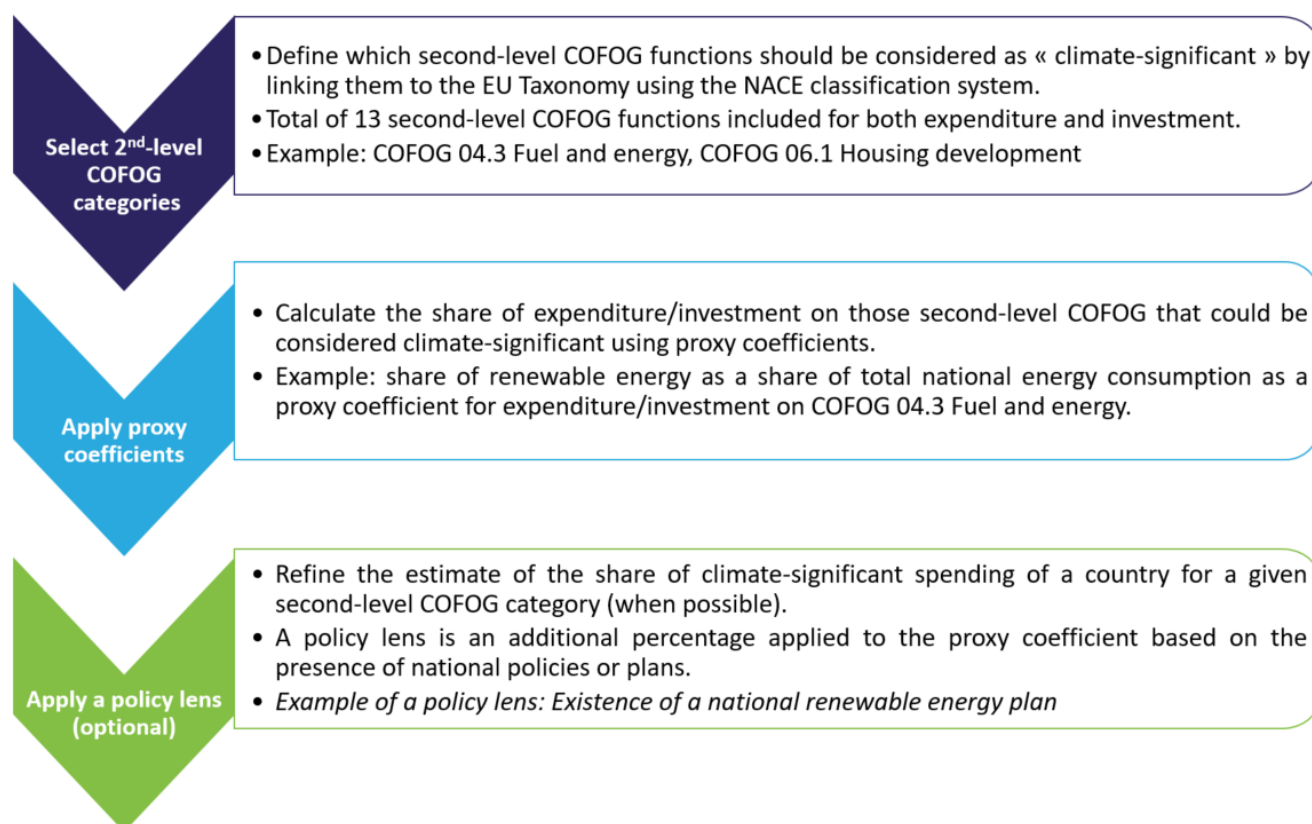 Select 2nd-level
COFOG
categories
• Define which second-level COFOG functions should be considered as « climate-significant » by
linking them to the EU Taxonomy using the NACE classification system.
• Total of 13 second-level COFOG functions included for both expenditure and investment.
• Example: COFOG 04.3 Fuel and energy, COFOG 06.1 Housing development
Apply proxy
coefficients
• Calculate the share of expenditure/investment on those second-level COFOG that could be
considered climate-significant using proxy coefficients.
• Example: share of renewable energy as a share of total national energy consumption as a
proxy coefficient for expenditure/investment on COFOG 04.3 Fuel and energy.
Apply a policy lens
(optional)
• Refine the estimate of the share of climate-significant spending of a country for a given
second-level COFOG category (when possible).
• A policy lens is an additional percentage applied to the proxy coefficient based on the
presence of national policies or plans.
• Example of a policy lens: Existence of a national renewable energy plan